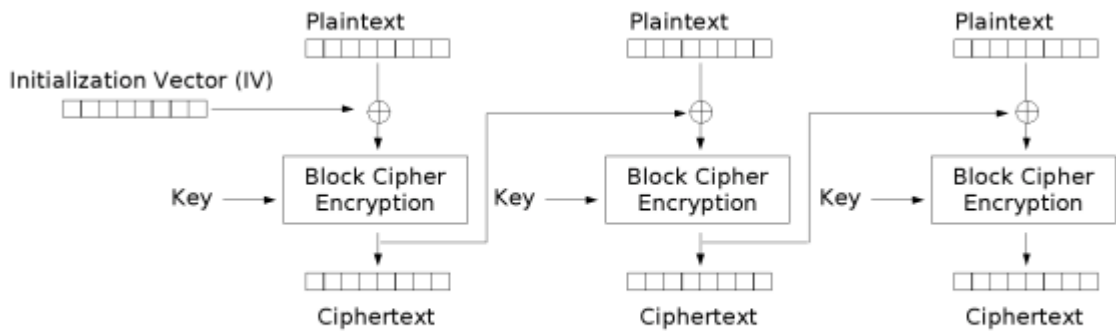 Plaintext Plaintext Plaintext
Initialization Vector (IV)
Key
Block Cipher
Encryption
Key
Block Cipher
Encryption
Key
Block Cipher
Encryption
Ciphertext Ciphertext Ciphertext